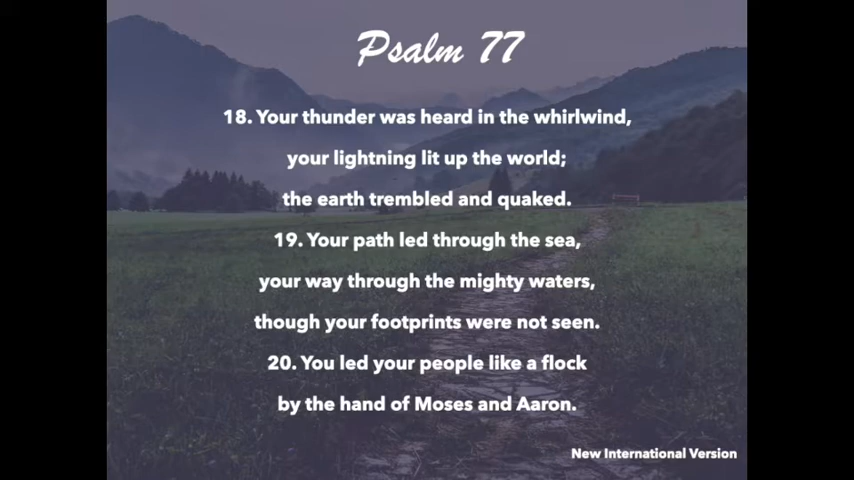 Psalm 77
18. Your thunder was heard in the whirlwind,
your lightning lit up the world;
the earth trembled and quaked.
19. Your path led through the sea,
your way through the mighty waters,
though your footprints were not seen.
20. You led your people like a flock
by the hand of Moses and Aaron.
New International Version